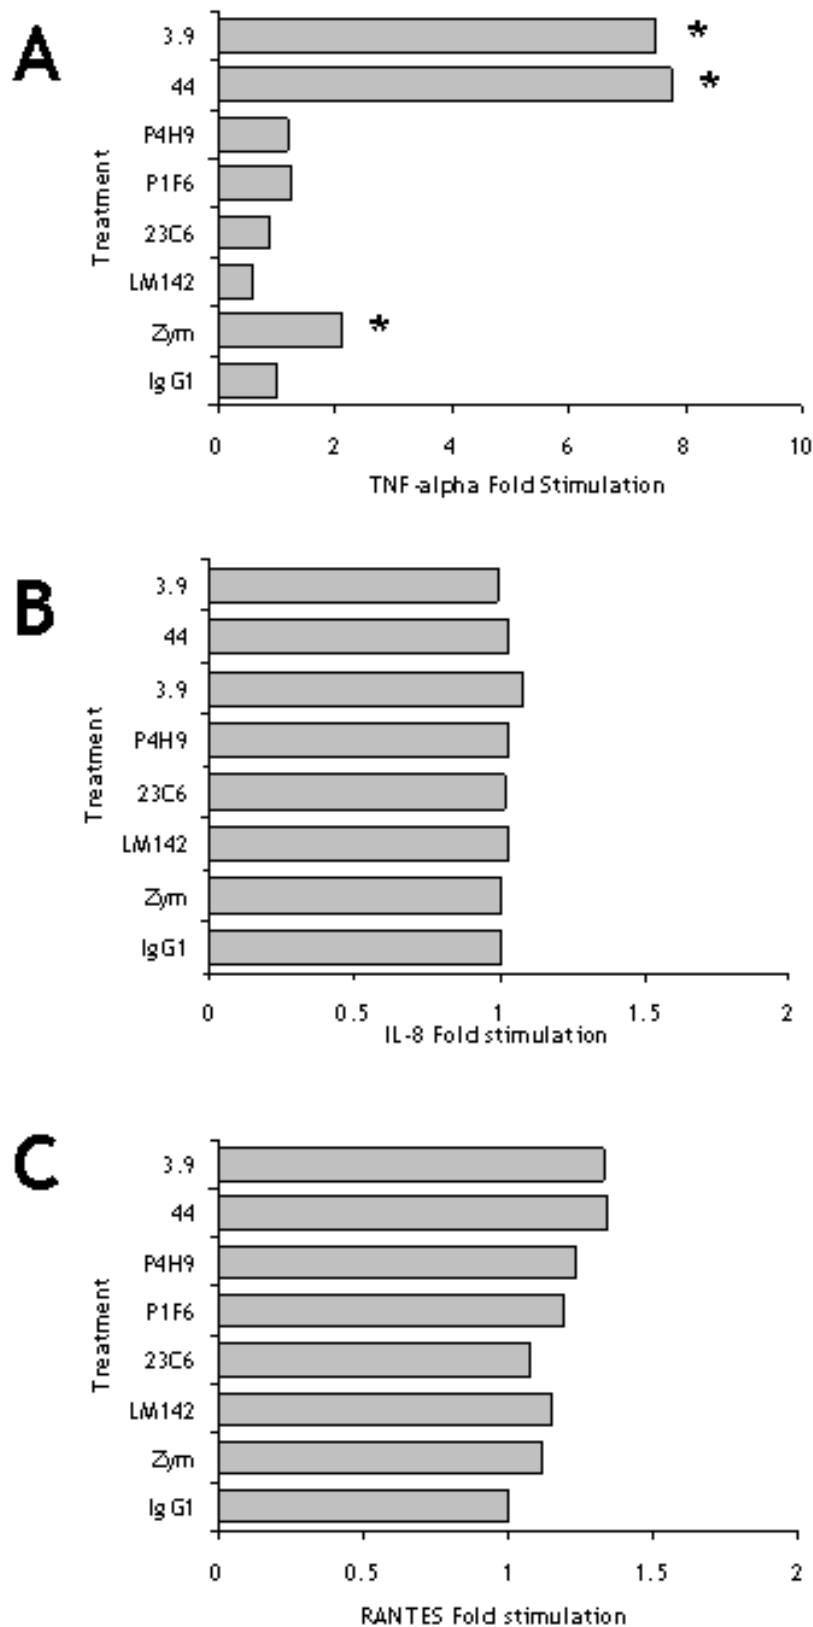 A
3.9
*
44
*
P4H9
P1F6
23C6
LM142
Zym
*
Ig G1
Treatment
0 2 4 6 8 10
TNF-alpha Fold Stimulation
B
3.9
44
3.9
P4H9
23C6
LM142
Zym
IgG1
Treatment
0 0.5 1 1.5 2
IL-8 Fold stimulation
C
3.9
44
P4H9
P1F6
23C6
LM142
Zym
Ig G1
Treatment
0 0.5 1 1.5 2
RANTES Fold stimulation